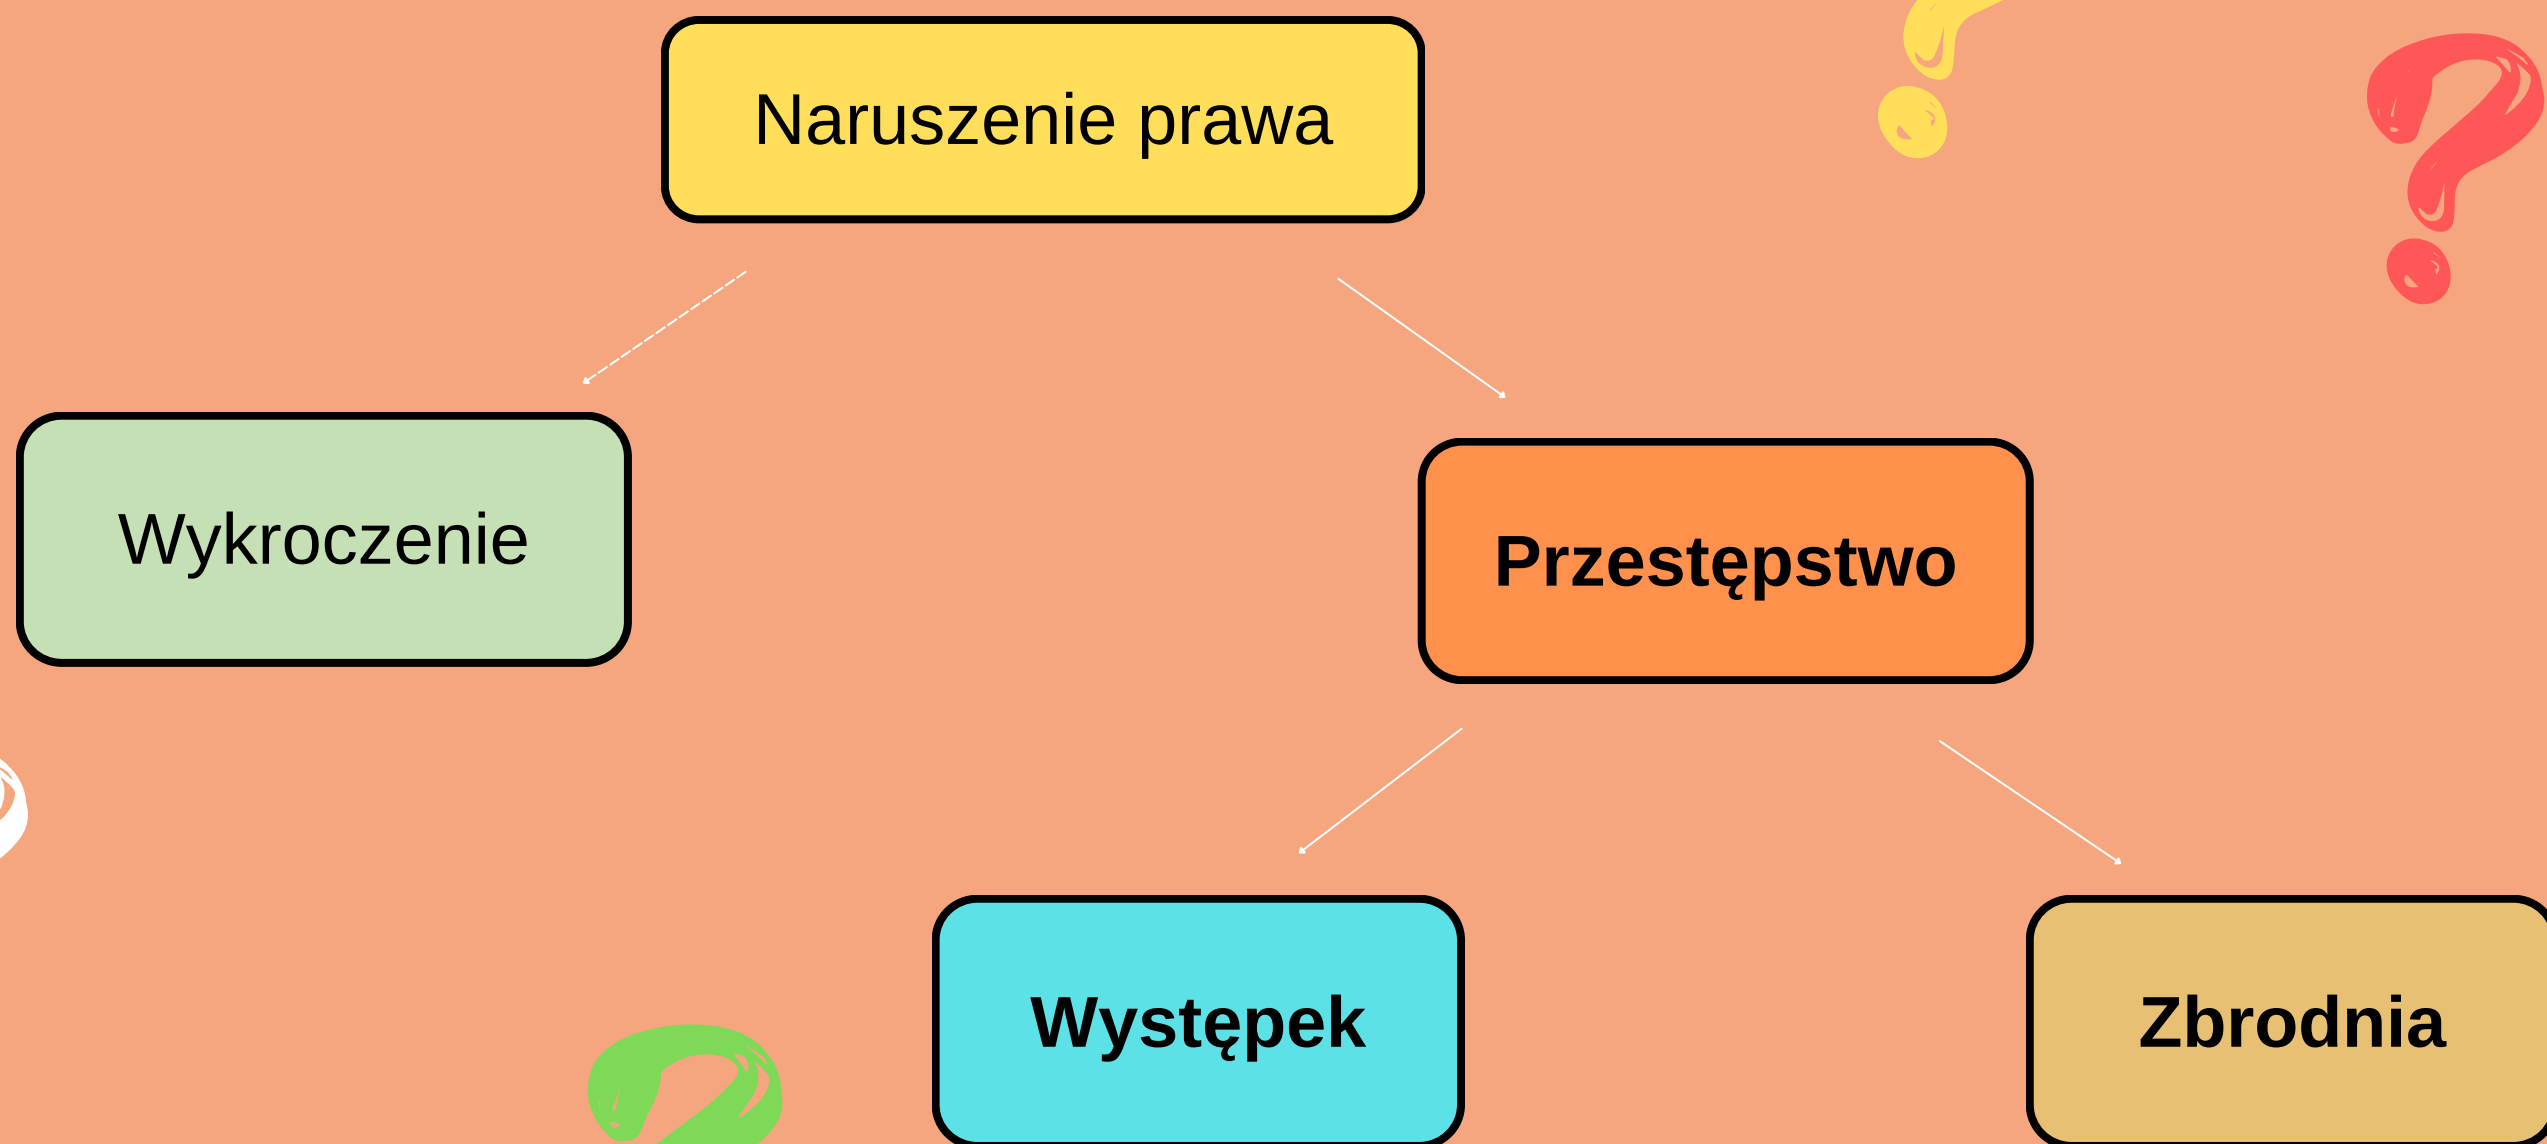 Naruszenie prawa
Wykroczenie
Przestępstwo
Występek
Zbrodnia